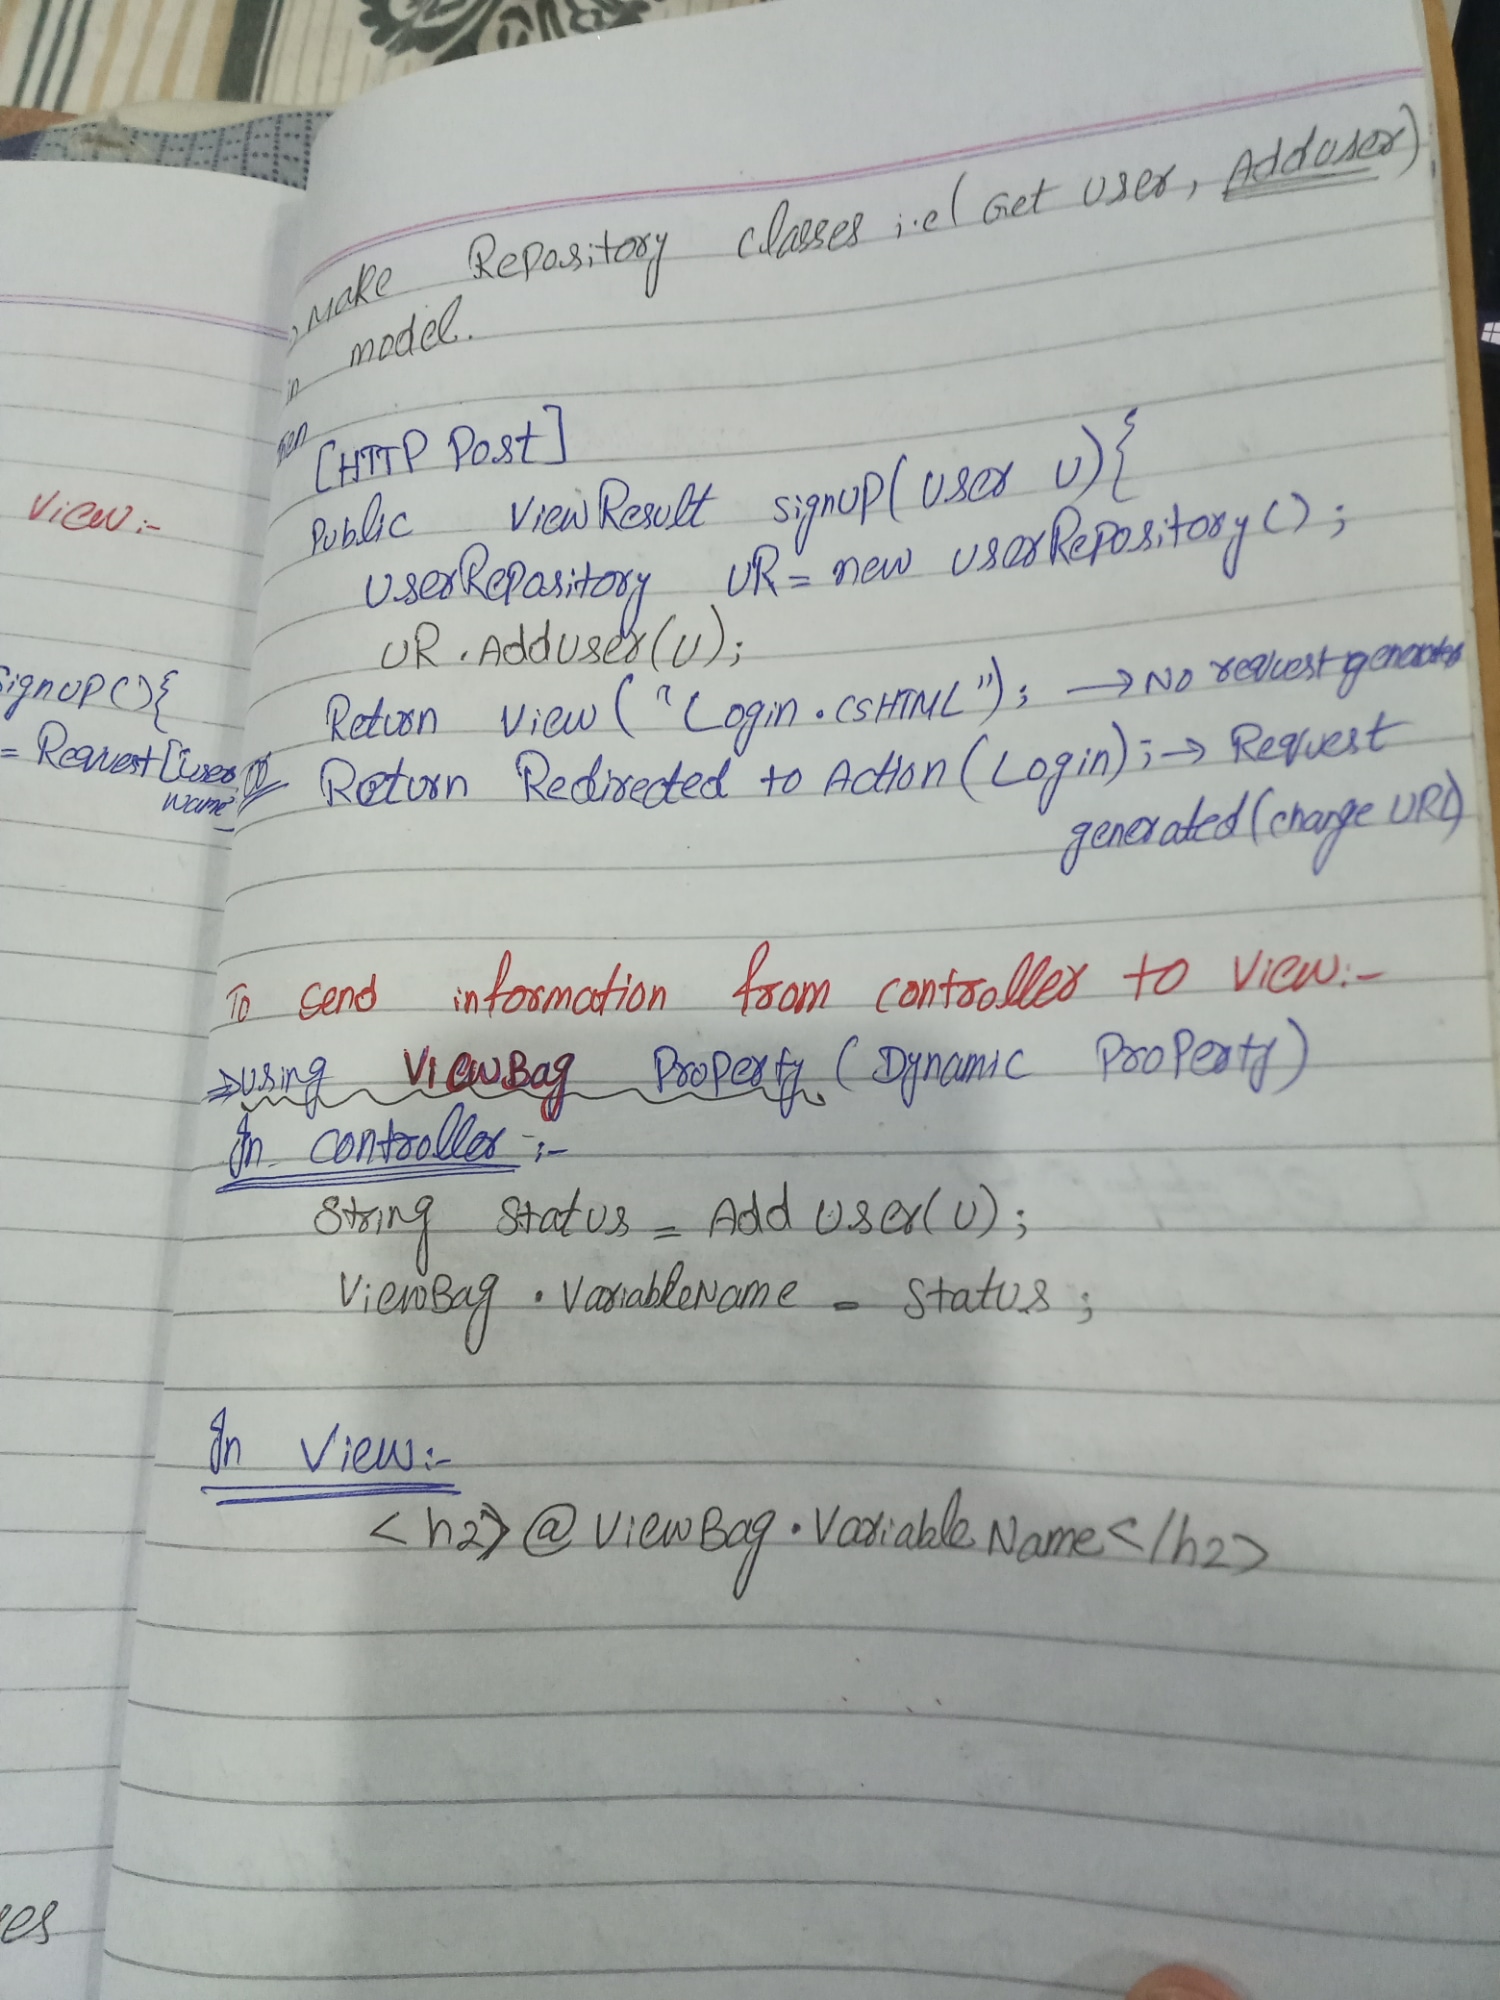 View:-
SignUP(){
= Request[user
Name
es
Make Repository classes i.e( Get User, AddUser)
in model.
then
[HTTP Post]
Public ViewResult signUP(User U){
UserRepository UR = new UserRepository();
UR.AddUser(U);
Return View("Login.CSHTML"); → No request generates
Return Redirected to Action(Login); → Request
generated(change URL)
To send information from controller to View:-
⇒ using ViewBag Property (Dynamic Property)
In controller:-
String Status = Add User(U);
ViewBag.VariableName = Status;
In View:-
<h2>@ViewBag.VariableName</h2>